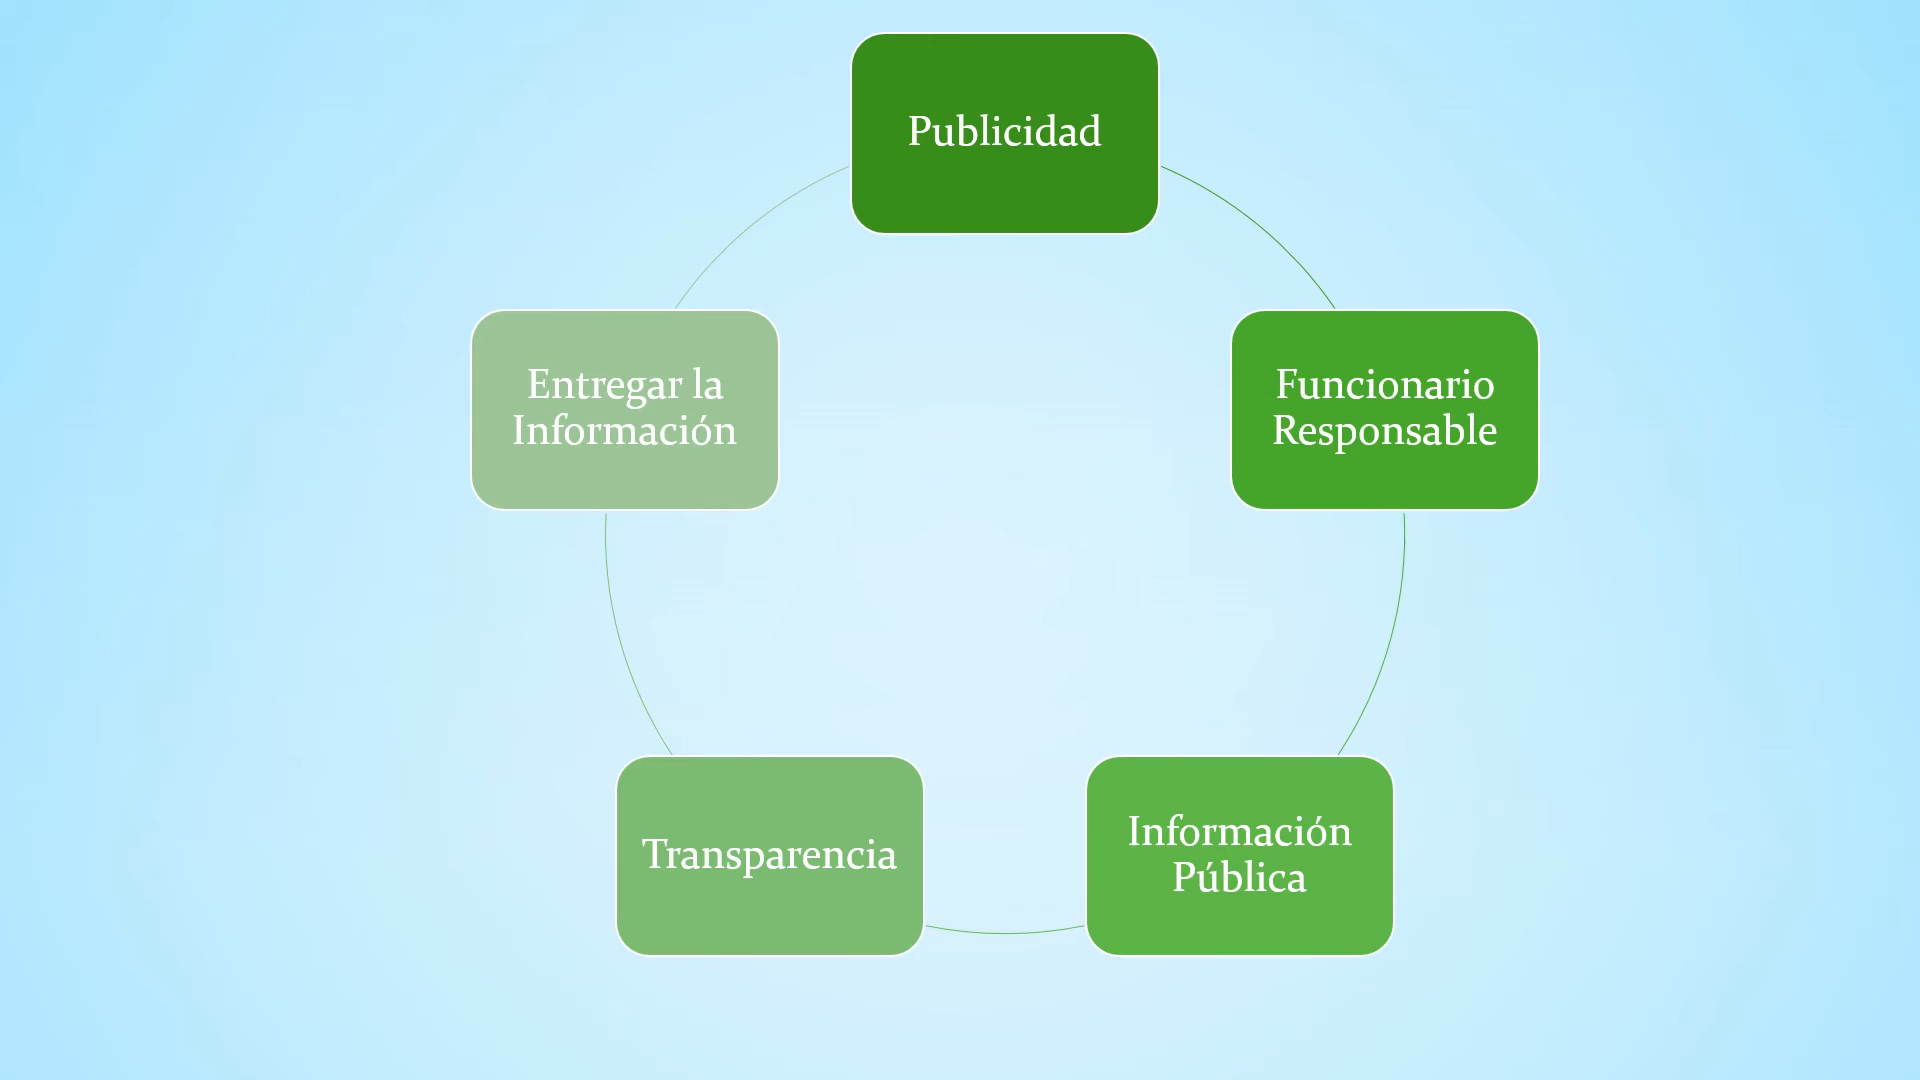 Publicidad
Funcionario
Responsable
Información
Pública
Transparencia
Entregar la
Información